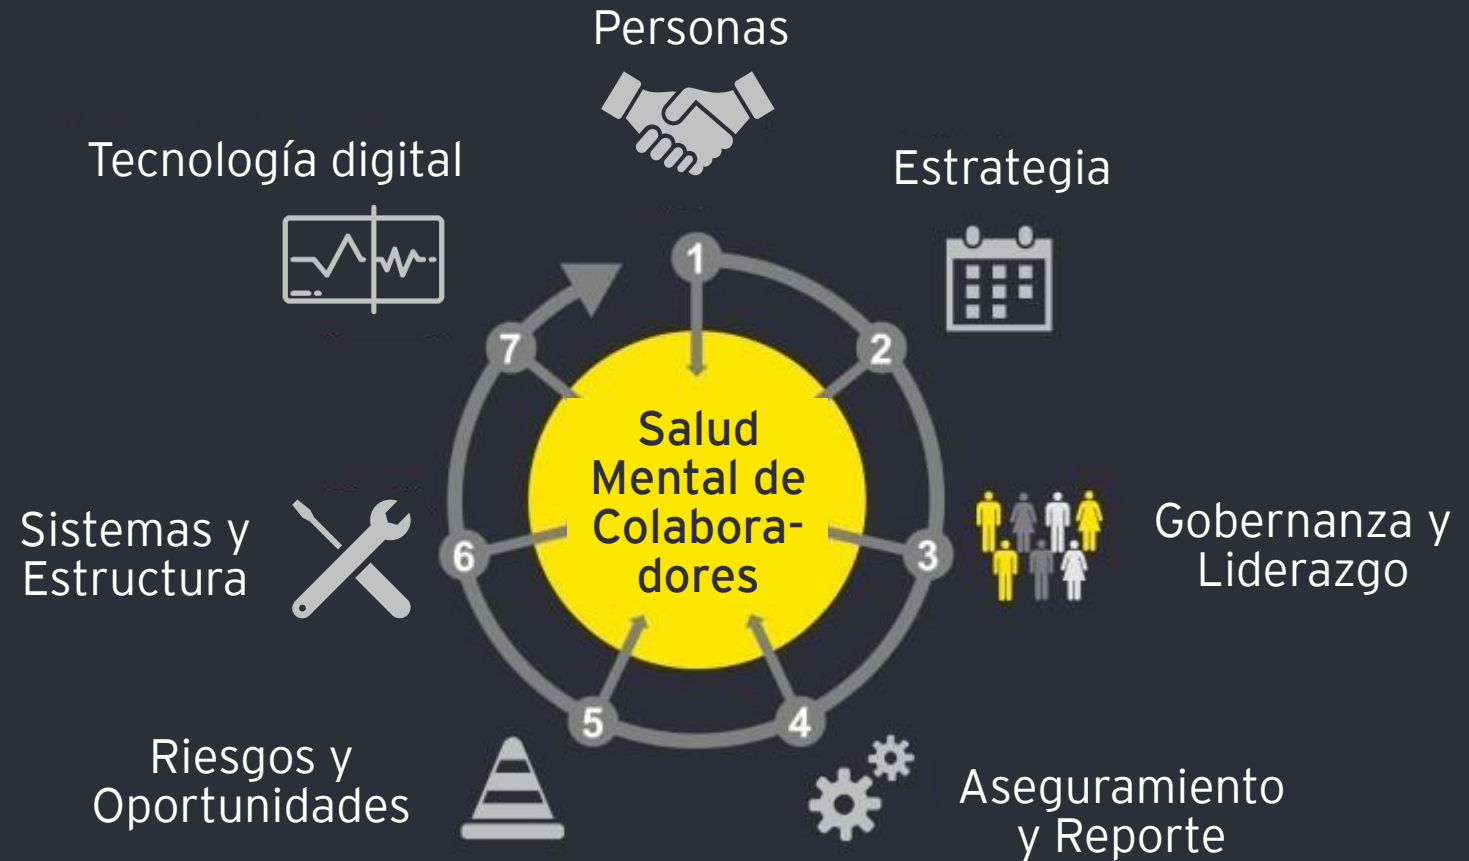 Personas
Tecnología digital
Estrategia
1
7
2
Salud
Mental de
Colabora-
dores
Sistemas y
Estructura
6
3
Gobernanza y
Liderazgo
5
4
Riesgos y
Oportunidades
Aseguramiento
y Reporte